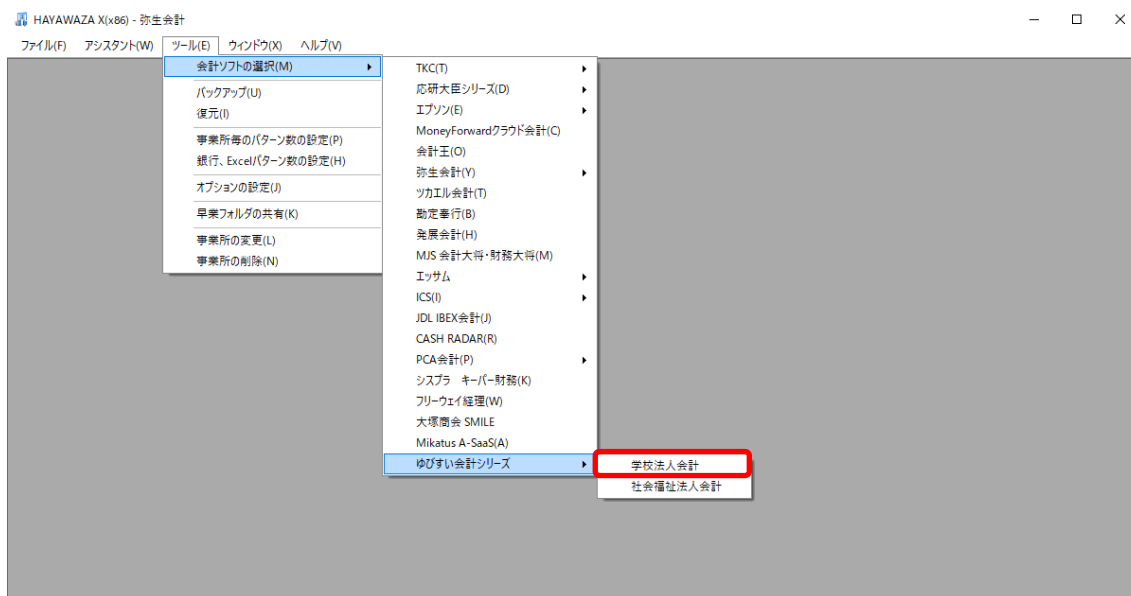 HAYAWAZA X(x86) - 弥生会計
ファイル(F) アシスタント(W) ツール(E) ウィンドウ(X) ヘルプ(V)
会計ソフトの選択(M)
バックアップ(U)
復元(I)
事業所毎のパターン数の設定(P)
銀行、Excelパターン数の設定(H)
オプションの設定(J)
早業フォルダの共有(K)
事業所の変更(L)
事業所の削除(N)
TKC(T)
応研大臣シリーズ(D)
エプソン(E)
MoneyForwardクラウド会計(C)
会計王(O)
弥生会計(Y)
ツカエル会計(T)
勘定奉行(B)
発展会計(H)
MJS 会計大将・財務大将(M)
エッサム
ICS(I)
JDL IBEX会計(J)
CASH RADAR(R)
PCA会計(P)
シスプラ　キーパー財務(K)
フリーウェイ経理(W)
大塚商会 SMILE
Mikatus A-SaaS(A)
ゆびすい会計シリーズ
学校法人会計
社会福祉法人会計